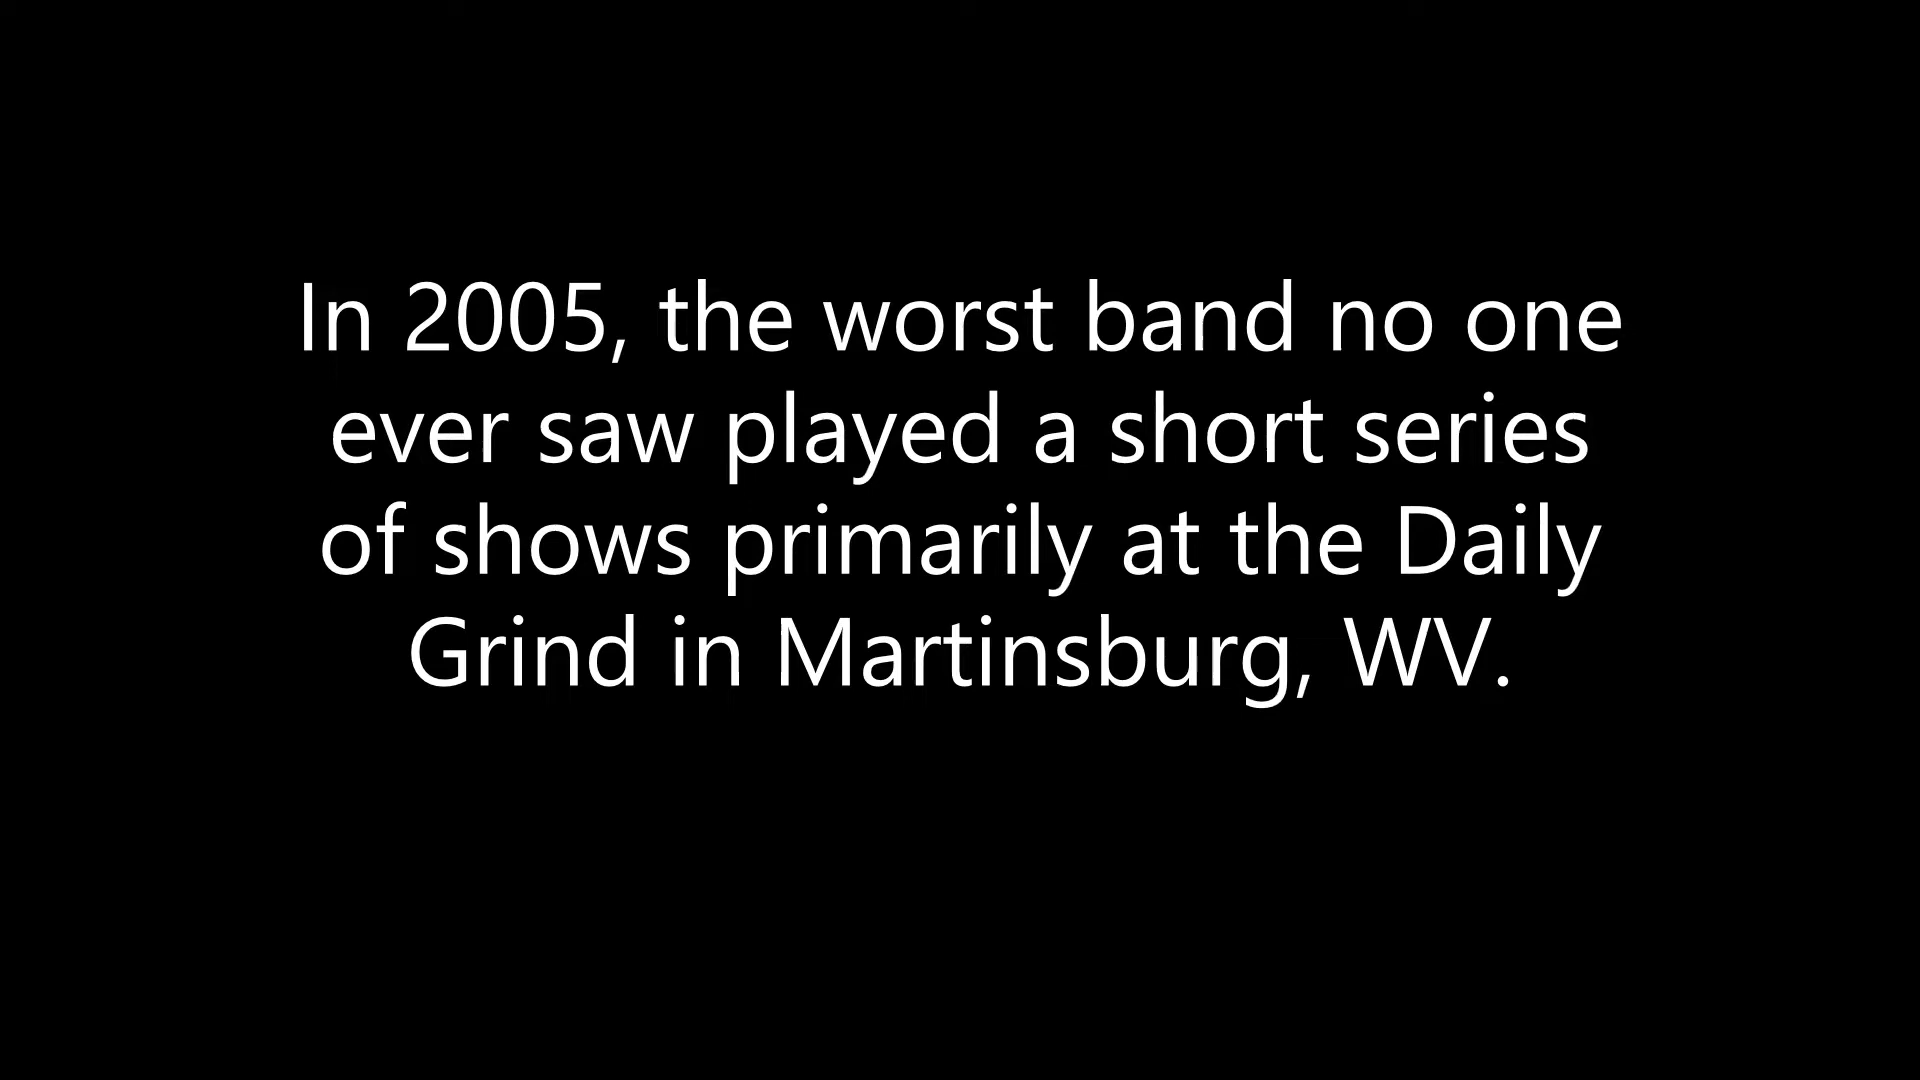 In 2005, the worst band no one
ever saw played a short series
of shows primarily at the Daily
Grind in Martinsburg, WV.